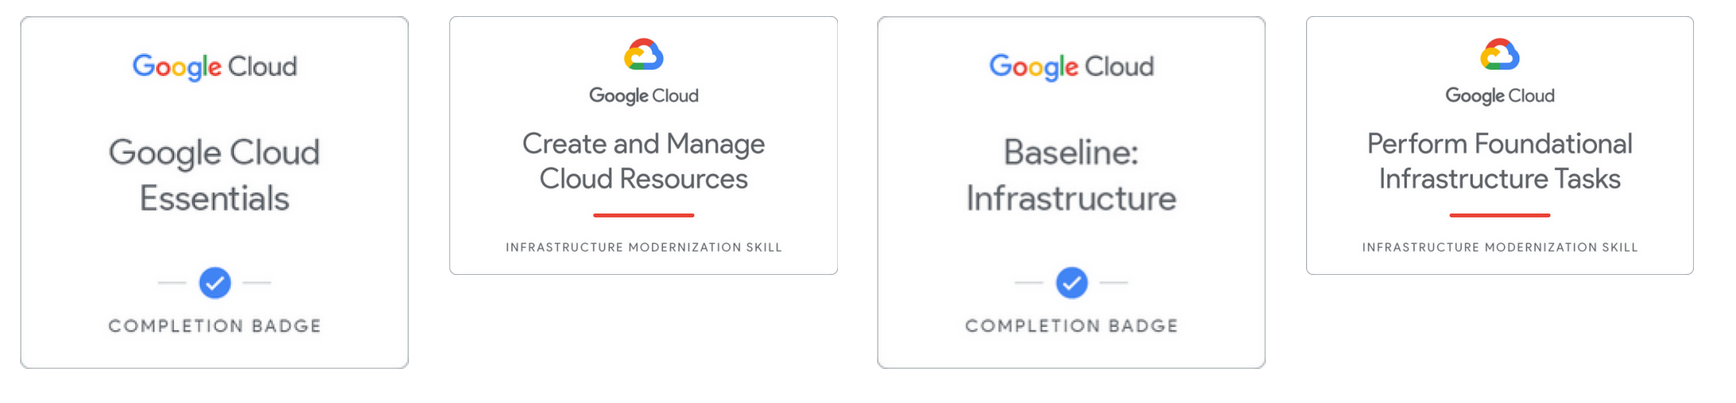 Google Cloud
Google Cloud
Essentials
COMPLETION BADGE
Google Cloud
Create and Manage
Cloud Resources
INFRASTRUCTURE MODERNIZATION SKILL
Google Cloud
Baseline:
Infrastructure
COMPLETION BADGE
Google Cloud
Perform Foundational
Infrastructure Tasks
INFRASTRUCTURE MODERNIZATION SKILL